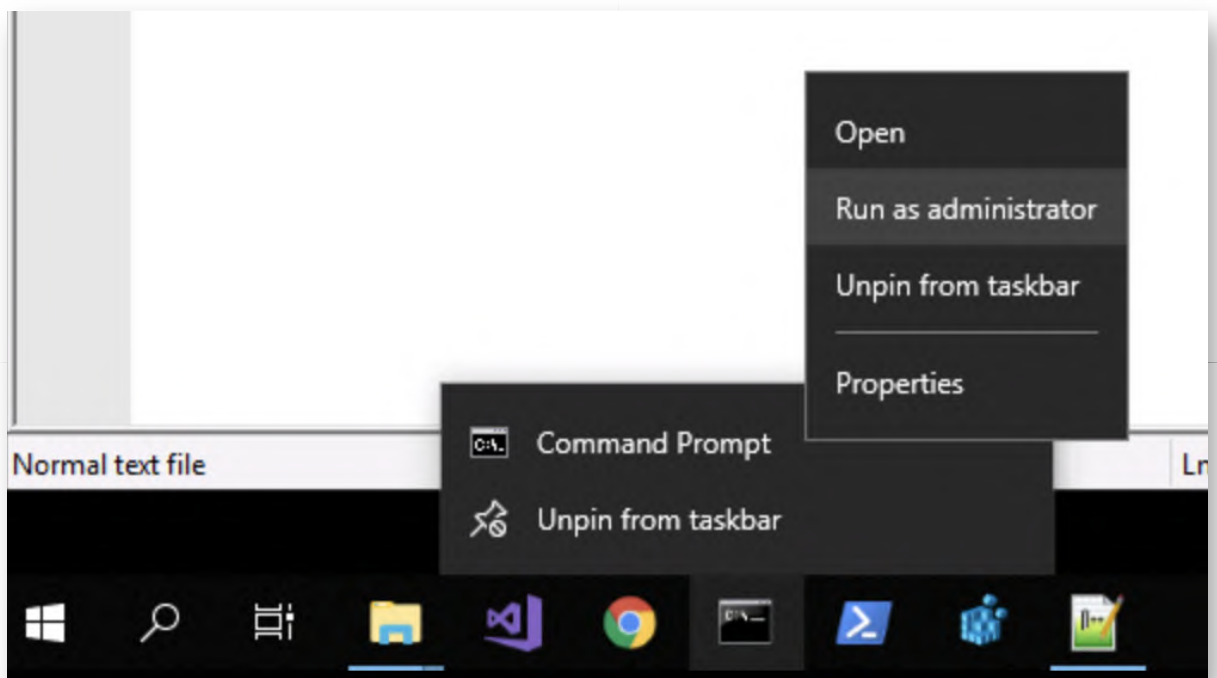 Open
Run as administrator
Unpin from taskbar
Properties
Command Prompt
Unpin from taskbar
Normal text file
Ln